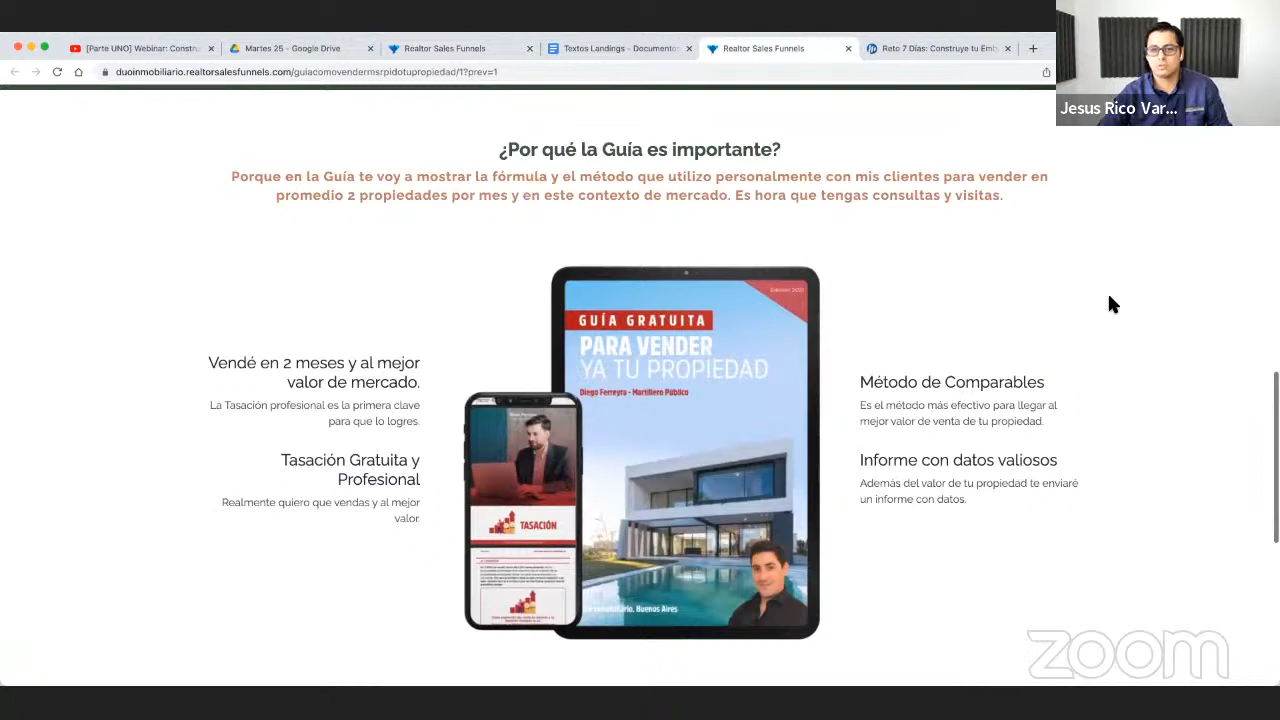 [Parte UNO] Webinar: Constru
Martes 25 - Google Drive
Realtor Sales Funnels
Textos Landings - Documentos
Realtor Sales Funnels
Reto 7 Días: Construye tu Emb
duoinmobiliario.realtorsalesfunnels.com/guiacomovendermsrpidotupropiedad/1?prev=1
Jesus Rico Var...
¿Por qué la Guía es importante?
Porque en la Guía te voy a mostrar la fórmula y el método que utilizo personalmente con mis clientes para vender en
promedio 2 propiedades por mes y en este contexto de mercado. Es hora que tengas consultas y visitas.
Vendé en 2 meses y al mejor
valor de mercado.
La Tasación profesional es la primera clave
para que lo logres.
Tasación Gratuita y
Profesional
Realmente quiero que vendas y al mejor
valor.
GUÍA GRATUITA
PARA VENDER
YA TU PROPIEDAD
Diego Ferreyra - Martillero Público
TASACIÓN
Buenos Aires
Método de Comparables
Es el método más efectivo para llegar al
mejor valor de venta de tu propiedad.
Informe con datos valiosos
Además del valor de tu propiedad te enviaré
un informe con datos.
zoom